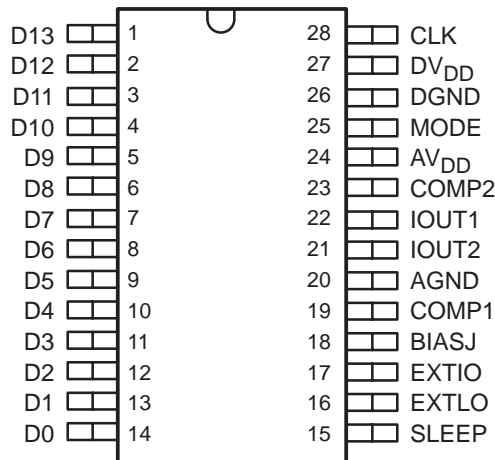 D13 1 28 CLK
D12 2 27 DVDD
D11 3 26 DGND
D10 4 25 MODE
D9 5 24 AVDD
D8 6 23 COMP2
D7 7 22 IOUT1
D6 8 21 IOUT2
D5 9 20 AGND
D4 10 19 COMP1
D3 11 18 BIASJ
D2 12 17 EXTIO
D1 13 16 EXTLO
D0 14 15 SLEEP